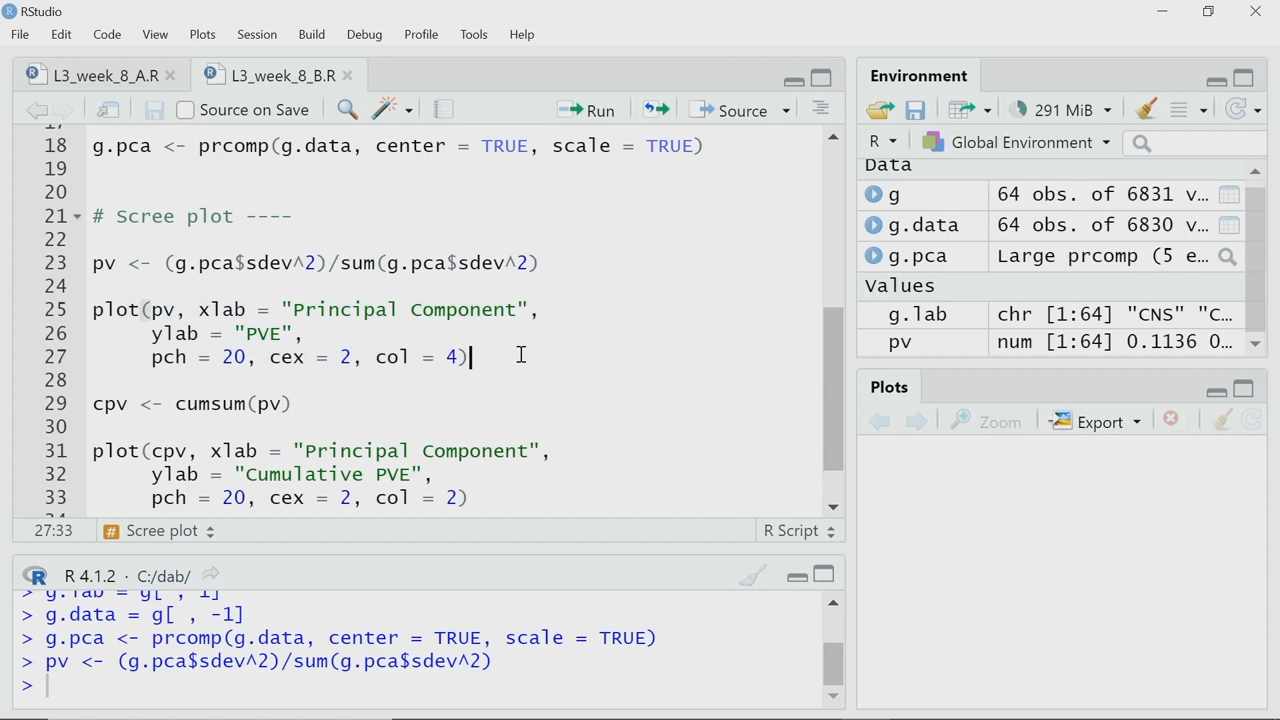 RStudio
File Edit Code View Plots Session Build Debug Profile Tools Help
L3_week_8_A.R L3_week_8_B.R
Source on Save Run Source
17
18 g.pca <- prcomp(g.data, center = TRUE, scale = TRUE)
19
20
21 # Scree plot ----
22
23 pv <- (g.pca$sdev^2)/sum(g.pca$sdev^2)
24
25 plot(pv, xlab = "Principal Component",
26 ylab = "PVE",
27 pch = 20, cex = 2, col = 4)
28
29 cpv <- cumsum(pv)
30
31 plot(cpv, xlab = "Principal Component",
32 ylab = "Cumulative PVE",
33 pch = 20, cex = 2, col = 2)
27:33 # Scree plot R Script
R 4.1.2 · C:/dab/
> g.lab = g[ , 1]
> g.data = g[ , -1]
> g.pca <- prcomp(g.data, center = TRUE, scale = TRUE)
> pv <- (g.pca$sdev^2)/sum(g.pca$sdev^2)
>
Environment
291 MiB
R Global Environment
Data
g 64 obs. of 6831 v…
g.data 64 obs. of 6830 v…
g.pca Large prcomp (5 e…
Values
g.lab chr [1:64] "CNS" "C…
pv num [1:64] 0.1136 0…
Plots
Zoom Export